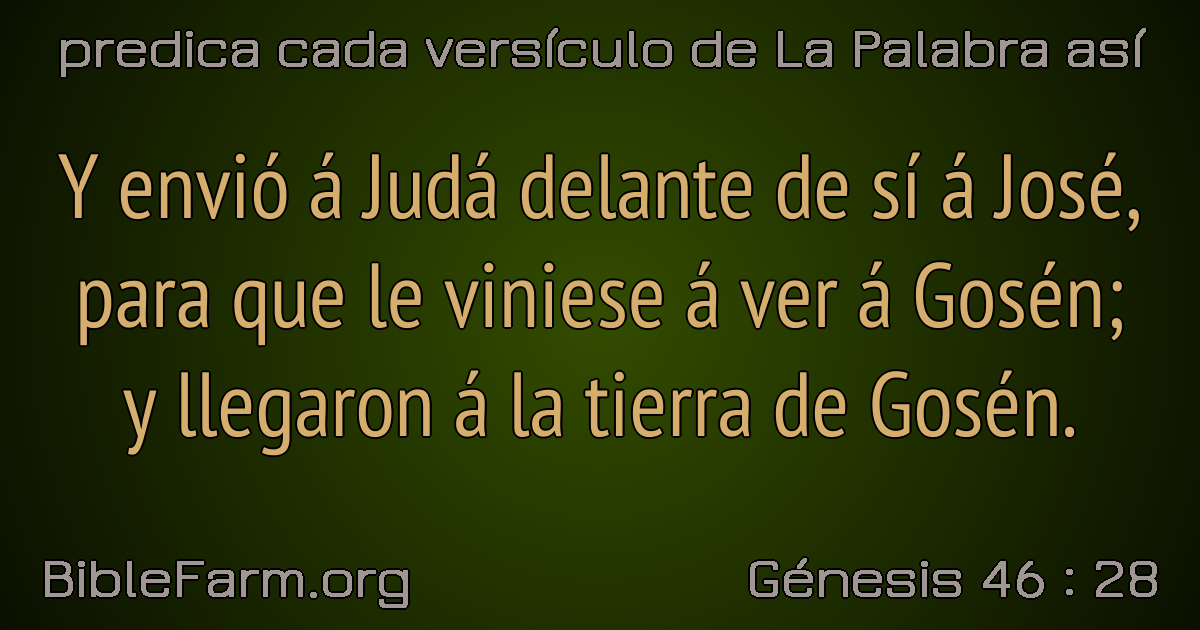 predica cada versículo de La Palabra así
Y envió á Judá delante de sí á José,
para que le viniese á ver á Gosén;
y llegaron á la tierra de Gosén.
BibleFarm.org
Génesis 46 : 28